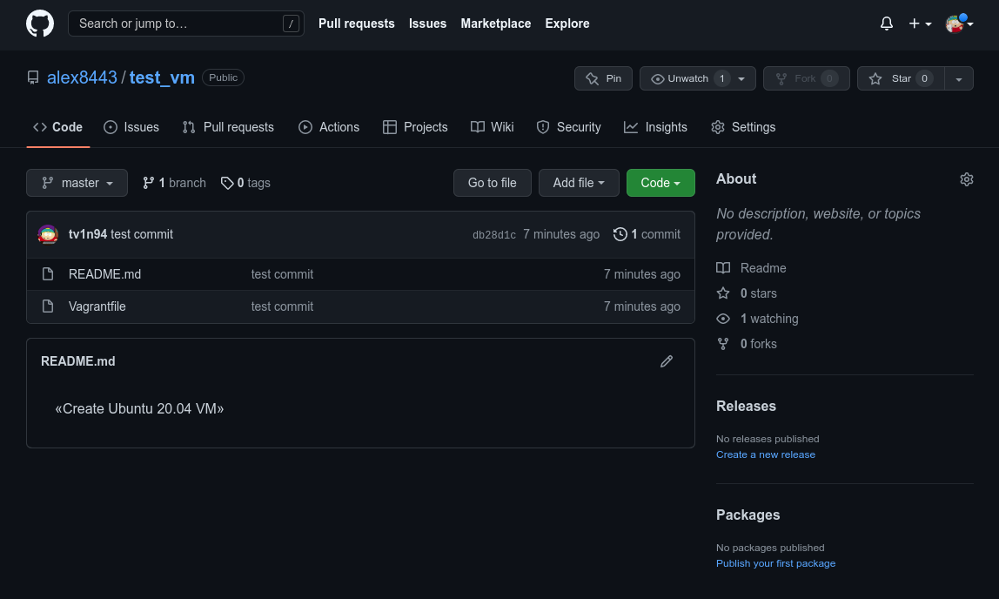 Search or jump to… /
Pull requests Issues Marketplace Explore
alex8443 / test_vm Public
Pin Unwatch 1 Fork 0 Star 0
Code Issues Pull requests Actions Projects Wiki Security Insights Settings
master 1 branch 0 tags Go to file Add file Code
tv1n94 test commit db28d1c 7 minutes ago 1 commit
README.md test commit 7 minutes ago
Vagrantfile test commit 7 minutes ago
README.md
«Create Ubuntu 20.04 VM»
About
No description, website, or topics
provided.
Readme
0 stars
1 watching
0 forks
Releases
No releases published
Create a new release
Packages
No packages published
Publish your first package